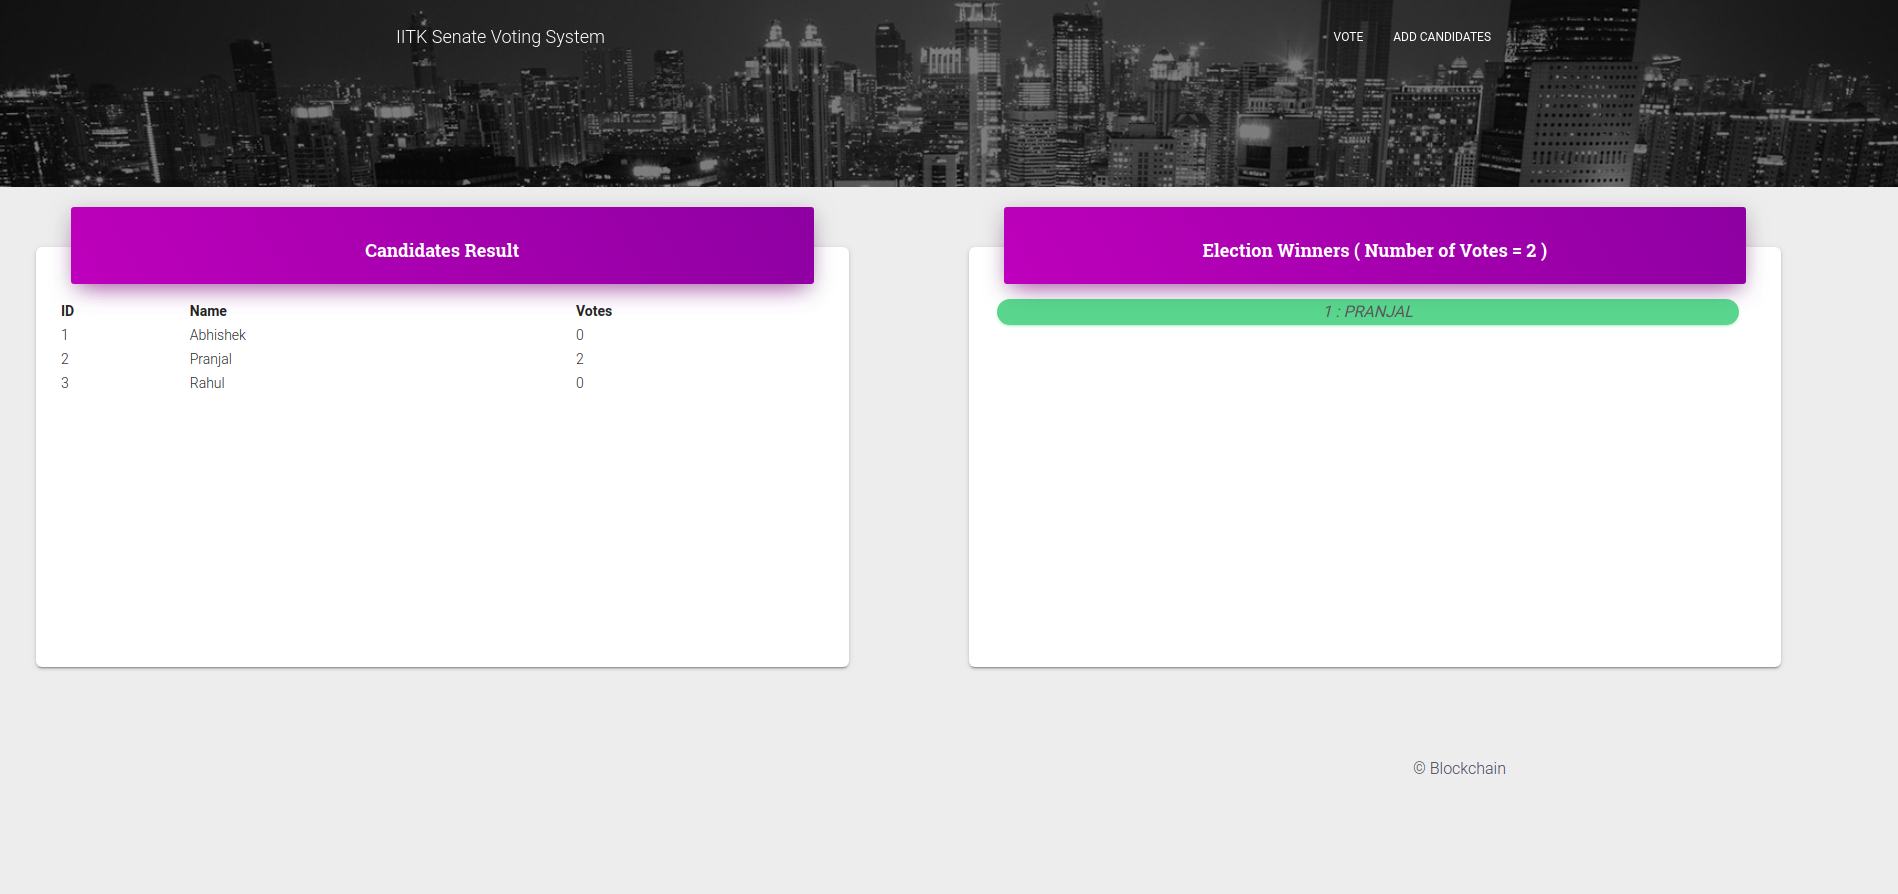 IITK Senate Voting System
VOTE ADD CANDIDATES
Candidates Result
ID Name Votes
1 Abhishek 0
2 Pranjal 2
3 Rahul 0
Election Winners ( Number of Votes = 2 )
1 : PRANJAL
© Blockchain